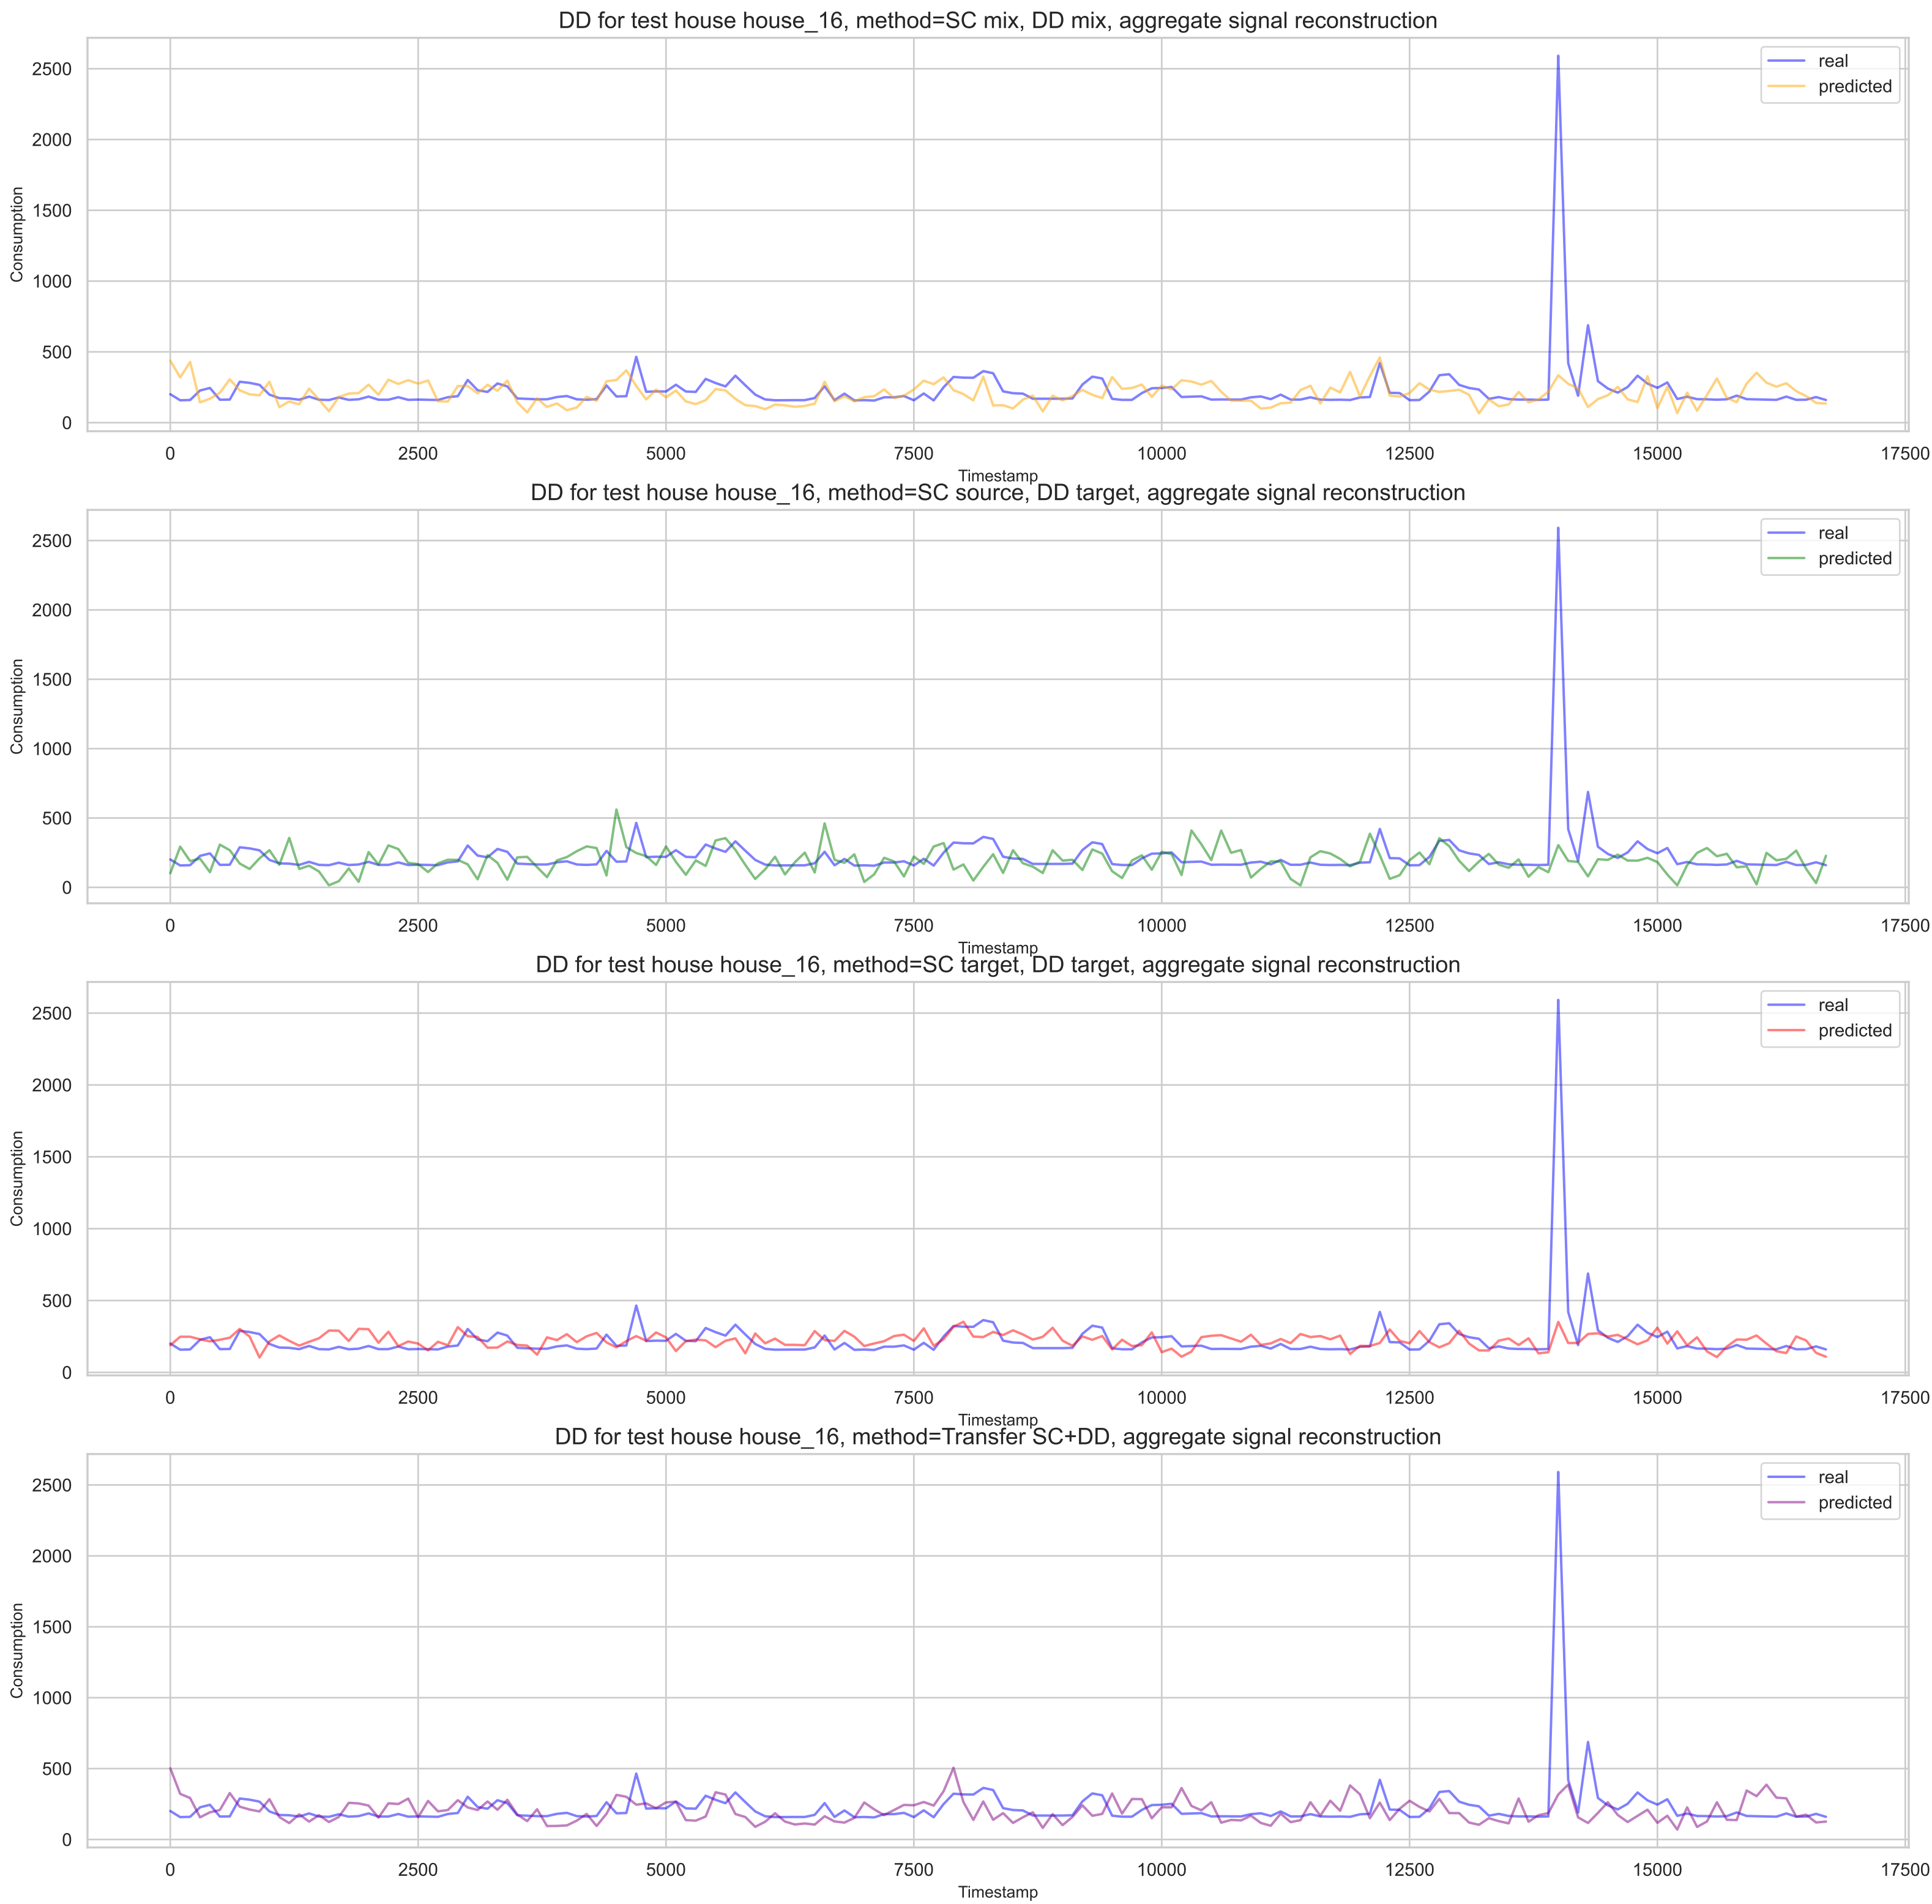 DD for test house house_16, method=SC mix, DD mix, aggregate signal reconstruction
real
predicted
2500
2000
1500
1000
500
0
Consumption
0 2500 5000 7500 10000 12500 15000 17500
Timestamp
DD for test house house_16, method=SC source, DD target, aggregate signal reconstruction
real
predicted
2500
2000
1500
1000
500
0
Consumption
0 2500 5000 7500 10000 12500 15000 17500
Timestamp
DD for test house house_16, method=SC target, DD target, aggregate signal reconstruction
real
predicted
2500
2000
1500
1000
500
0
Consumption
0 2500 5000 7500 10000 12500 15000 17500
Timestamp
DD for test house house_16, method=Transfer SC+DD, aggregate signal reconstruction
real
predicted
2500
2000
1500
1000
500
0
Consumption
0 2500 5000 7500 10000 12500 15000 17500
Timestamp